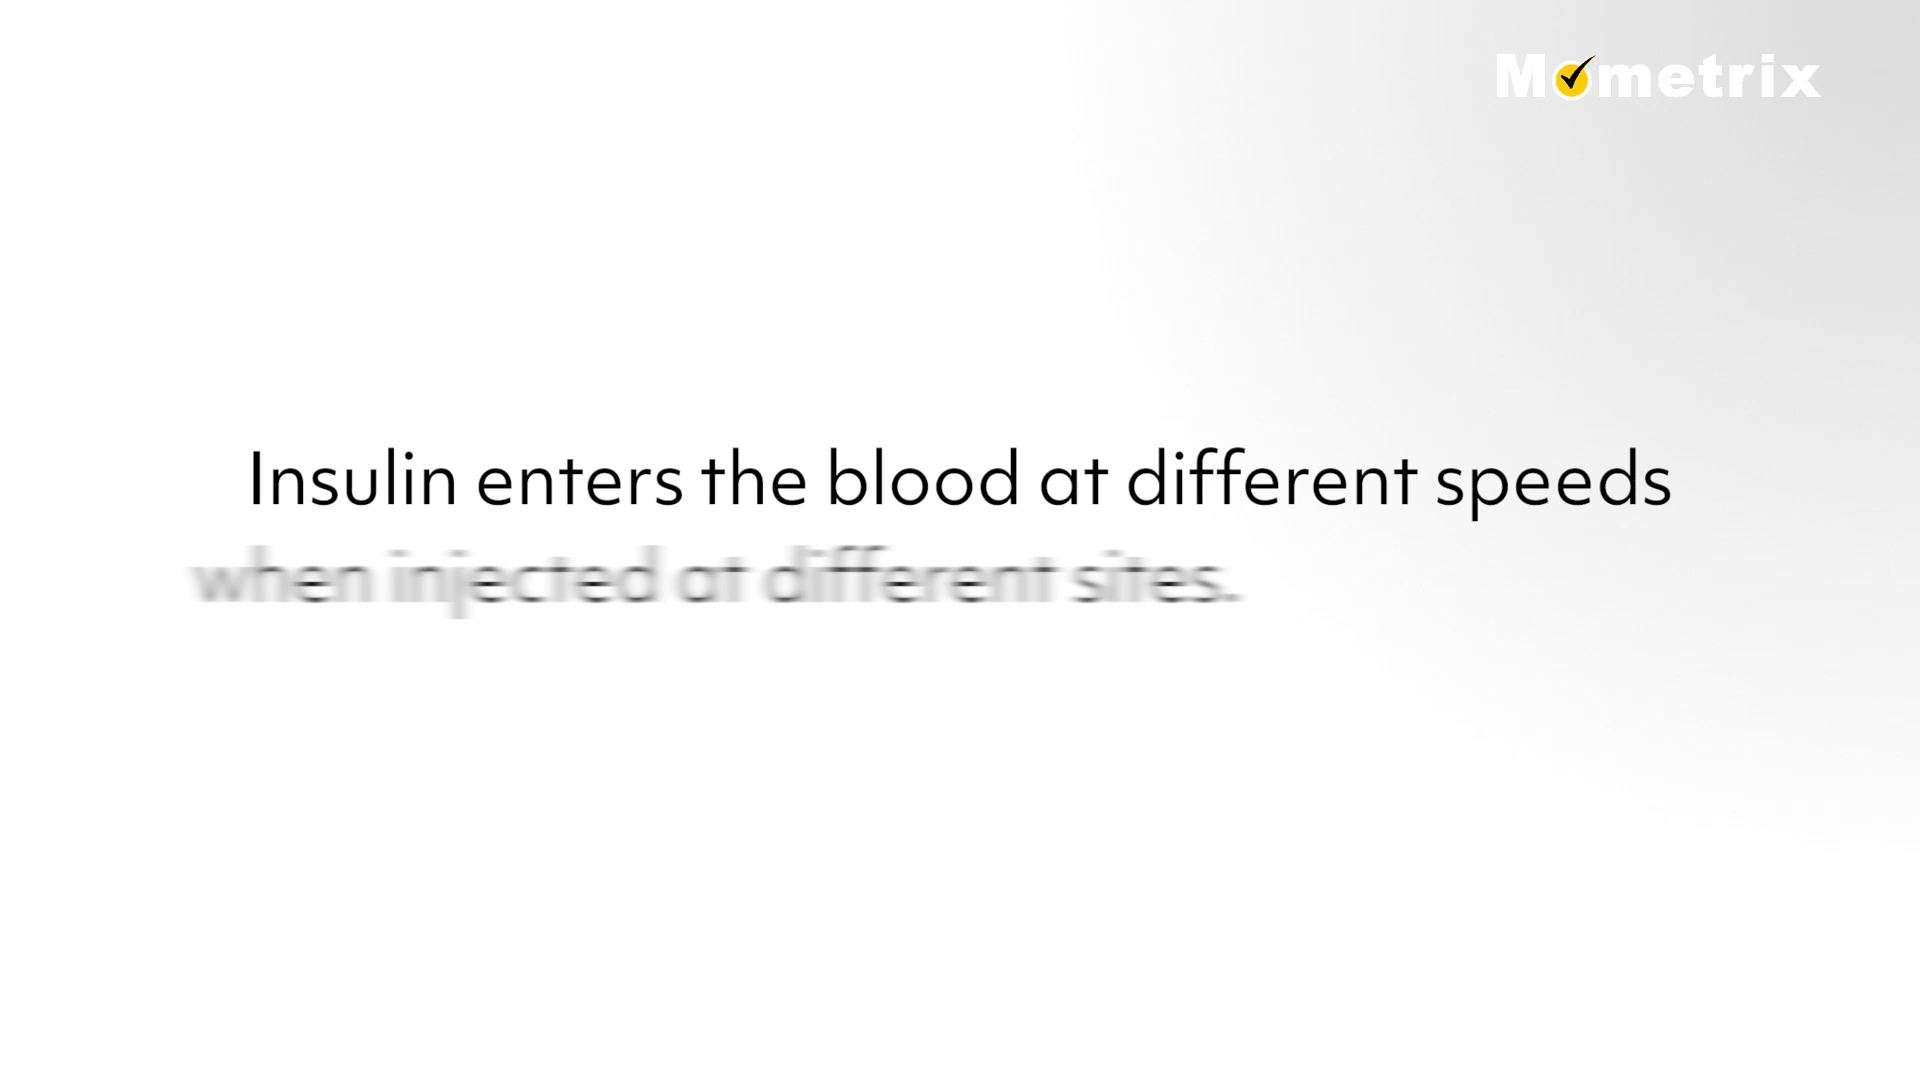 Mometrix
Insulin enters the blood at different speeds
when injected at different sites.